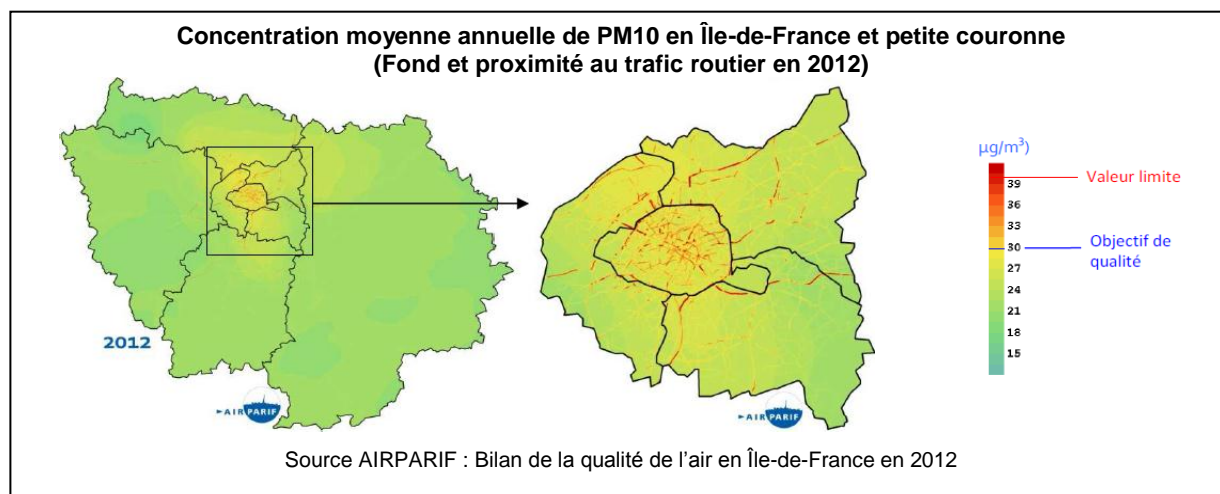 Concentration moyenne annuelle de PM10 en Île-de-France et petite couronne
(Fond et proximité au trafic routier en 2012)
µg/m³)
39
Valeur limite
36
33
30
Objectif de
qualité
27
24
21
18
15
2012
AIRPARIF
AIRPARIF
Source AIRPARIF : Bilan de la qualité de l'air en Île-de-France en 2012